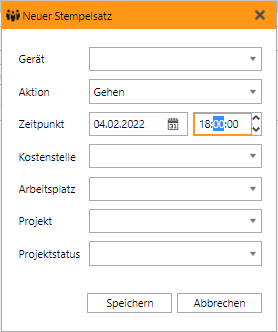 Neuer Stempelsatz
Gerät
Aktion Gehen
Zeitpunkt 04.02.2022 18:00:00
Kostenstelle
Arbeitsplatz
Projekt
Projektstatus
Speichern Abbrechen